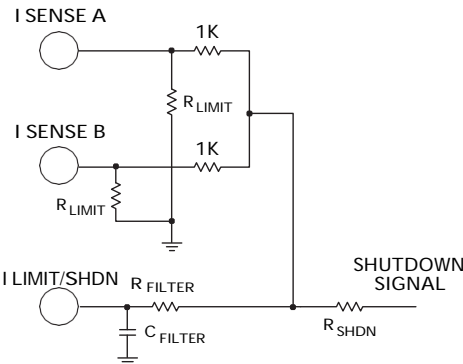 I SENSE A
1K
R LIMIT
I SENSE B
1K
R LIMIT
I LIMIT/SHDN
R FILTER
SHUTDOWN
SIGNAL
C FILTER
R SHDN